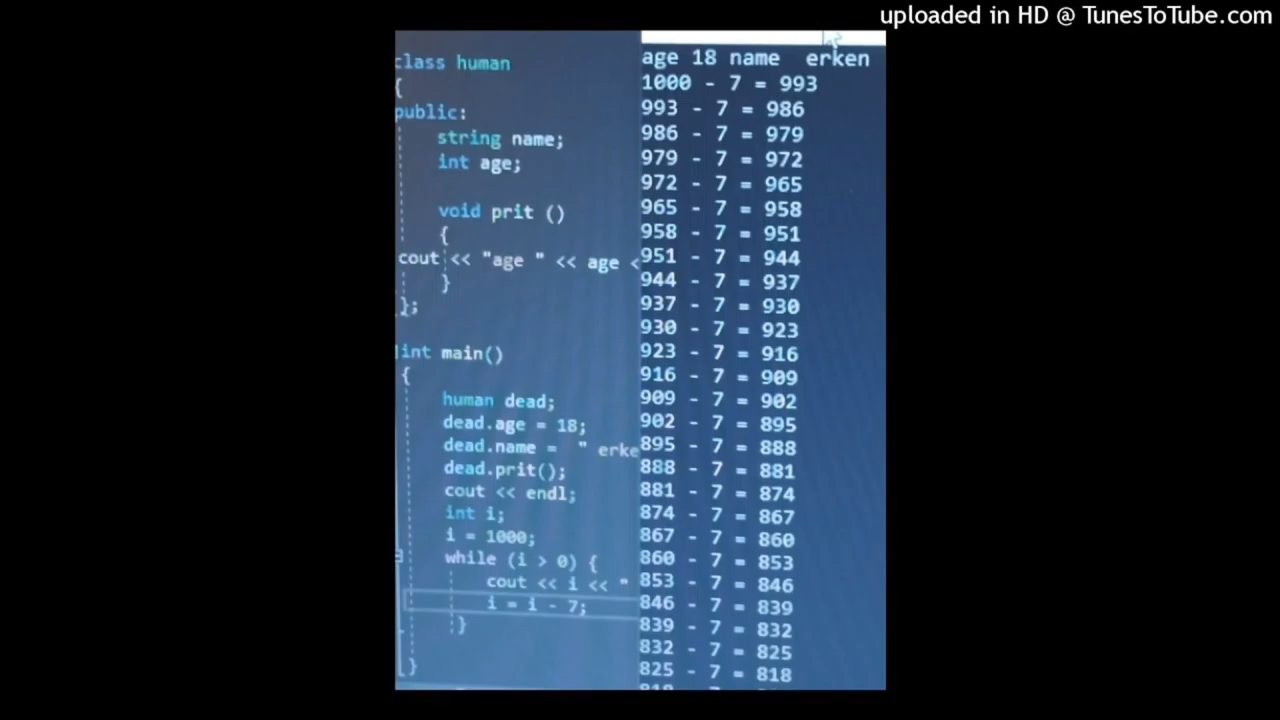 uploaded in HD @ TunesToTube.com
class human
{
public:
string name;
int age;
void prit ()
{
cout << "age " << age <
}
};
int main()
{
human dead;
dead.age = 18;
dead.name = " erke
dead.prit();
cout << endl;
int i;
i = 1000;
while (i > 0) {
cout << i << "
i = i - 7;
}
}
age 18 name erken
1000 - 7 = 993
993 - 7 = 986
986 - 7 = 979
979 - 7 = 972
972 - 7 = 965
965 - 7 = 958
958 - 7 = 951
951 - 7 = 944
944 - 7 = 937
937 - 7 = 930
930 - 7 = 923
923 - 7 = 916
916 - 7 = 909
909 - 7 = 902
902 - 7 = 895
895 - 7 = 888
888 - 7 = 881
881 - 7 = 874
874 - 7 = 867
867 - 7 = 860
860 - 7 = 853
853 - 7 = 846
846 - 7 = 839
839 - 7 = 832
832 - 7 = 825
825 - 7 = 818